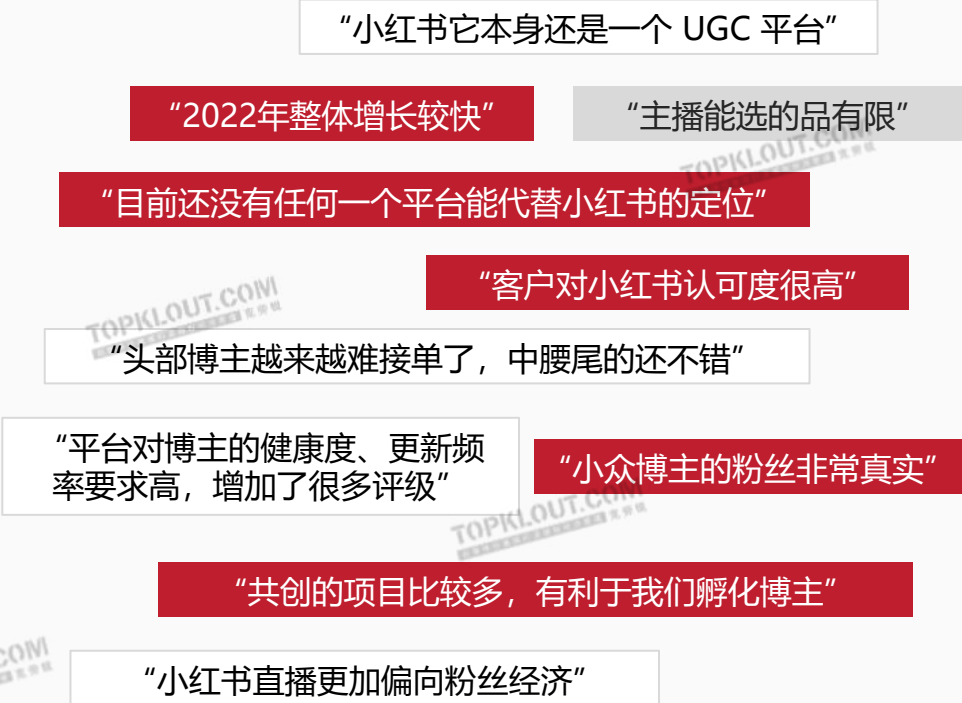 “小红书它本身还是一个 UGC 平台”
“2022年整体增长较快”
“主播能选的品有限”
TOPKLOUT.COM
“目前还没有任何一个平台能代替小红书的定位”
“客户对小红书认可度很高”
TOPKLOUT.COM
克劳锐
“头部博主越来越难接单了，中腰尾的还不错”
“平台对博主的健康度、更新频
率要求高，增加了很多评级”
“小众博主的粉丝非常真实”
TOPKLOUT.COM
克劳锐
“共创的项目比较多，有利于我们孵化博主”
COM
“小红书直播更加偏向粉丝经济”